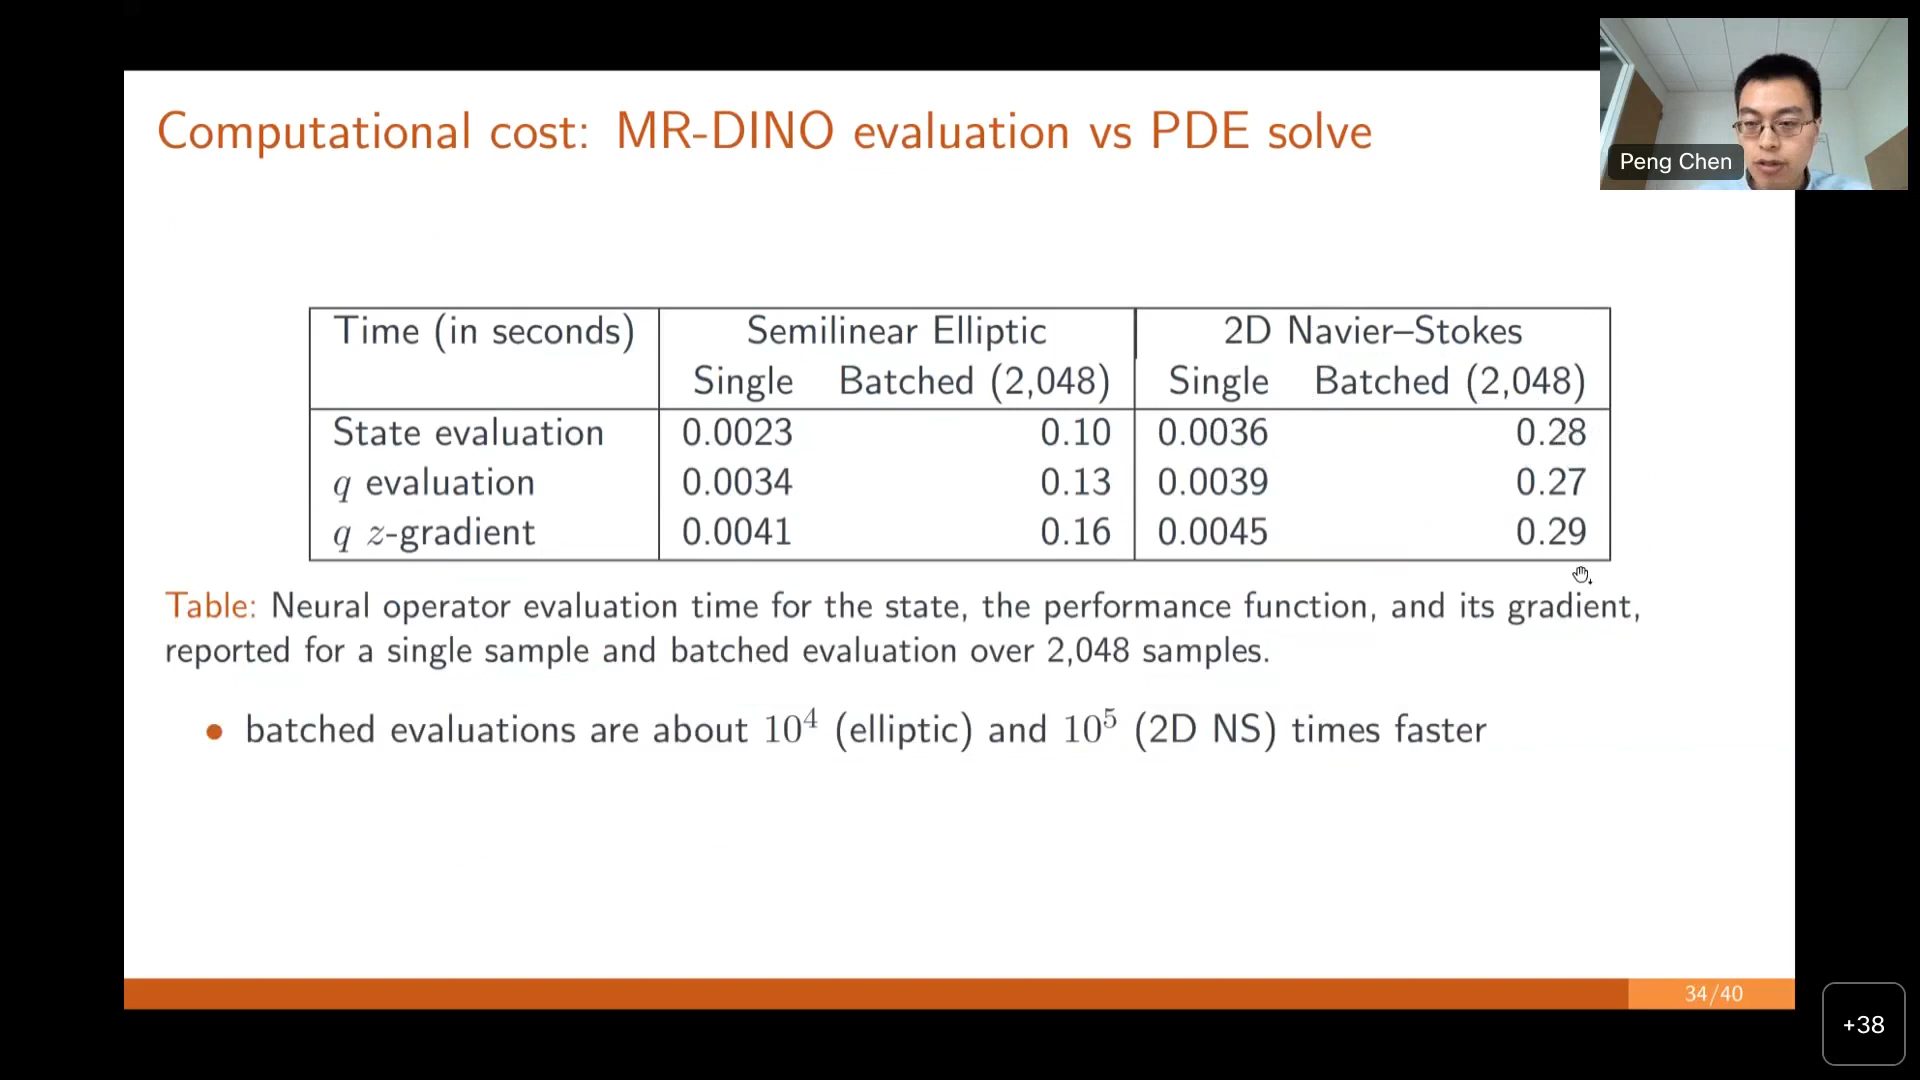 Computational cost: MR-DINO evaluation vs PDE solve
Peng Chen
Time (in seconds) Semilinear Elliptic 2D Navier–Stokes
Single Batched (2,048) Single Batched (2,048)
State evaluation 0.0023 0.10 0.0036 0.28
q evaluation 0.0034 0.13 0.0039 0.27
q z-gradient 0.0041 0.16 0.0045 0.29
Table: Neural operator evaluation time for the state, the performance function, and its gradient,
reported for a single sample and batched evaluation over 2,048 samples.
• batched evaluations are about 10⁴ (elliptic) and 10⁵ (2D NS) times faster
34/40
+38